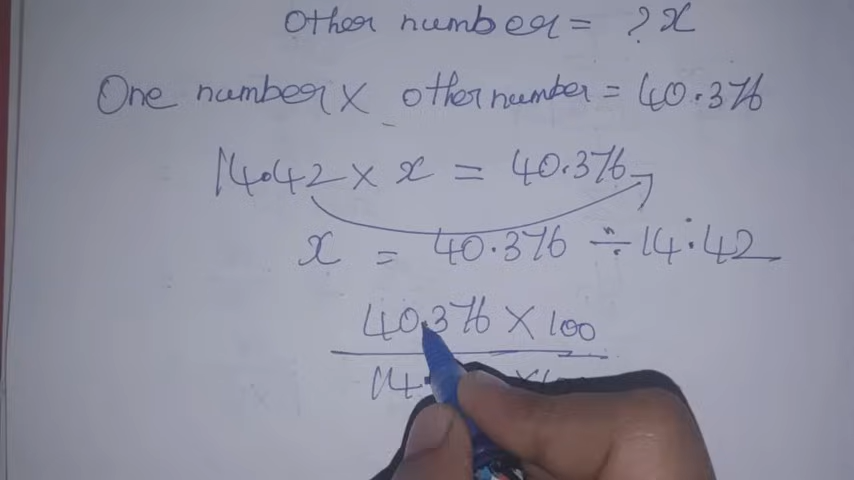 Other number = ? x
One number × other number = 40.376
14.42 × x = 40.376
x = 40.376 ÷ 14.42
40.376 × 100
14.